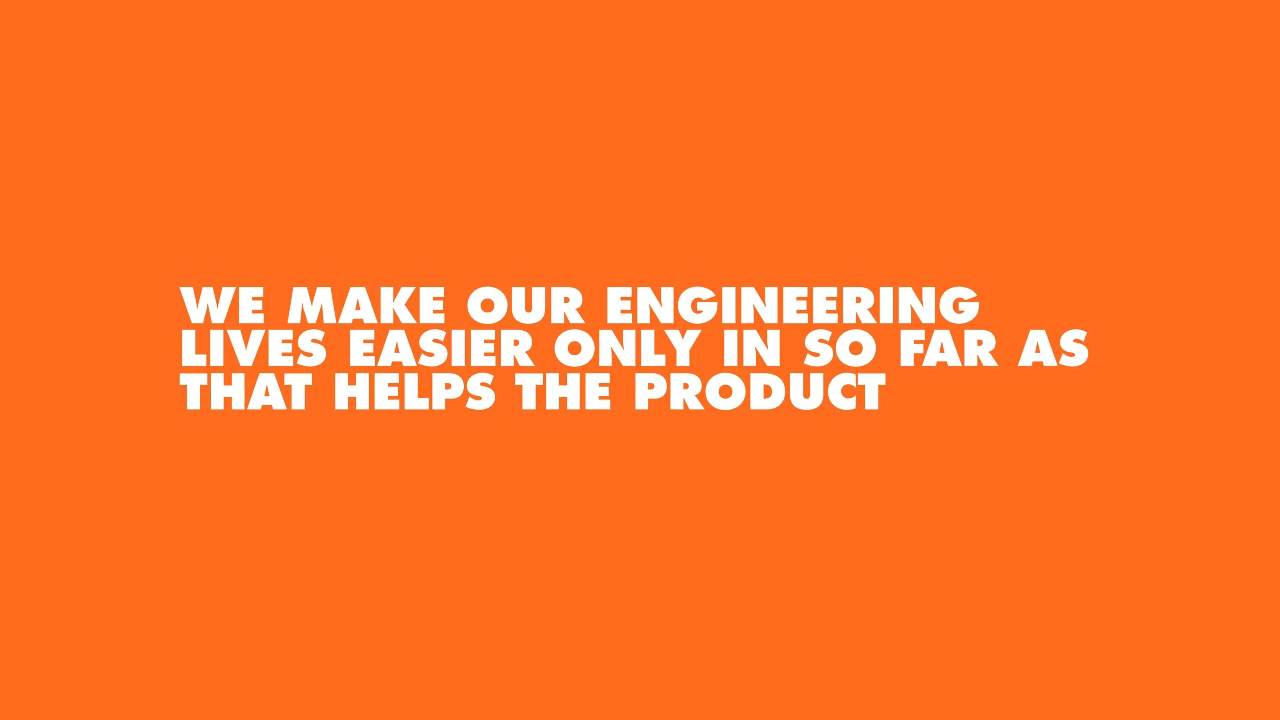 WE MAKE OUR ENGINEERING
LIVES EASIER ONLY IN SO FAR AS
THAT HELPS THE PRODUCT